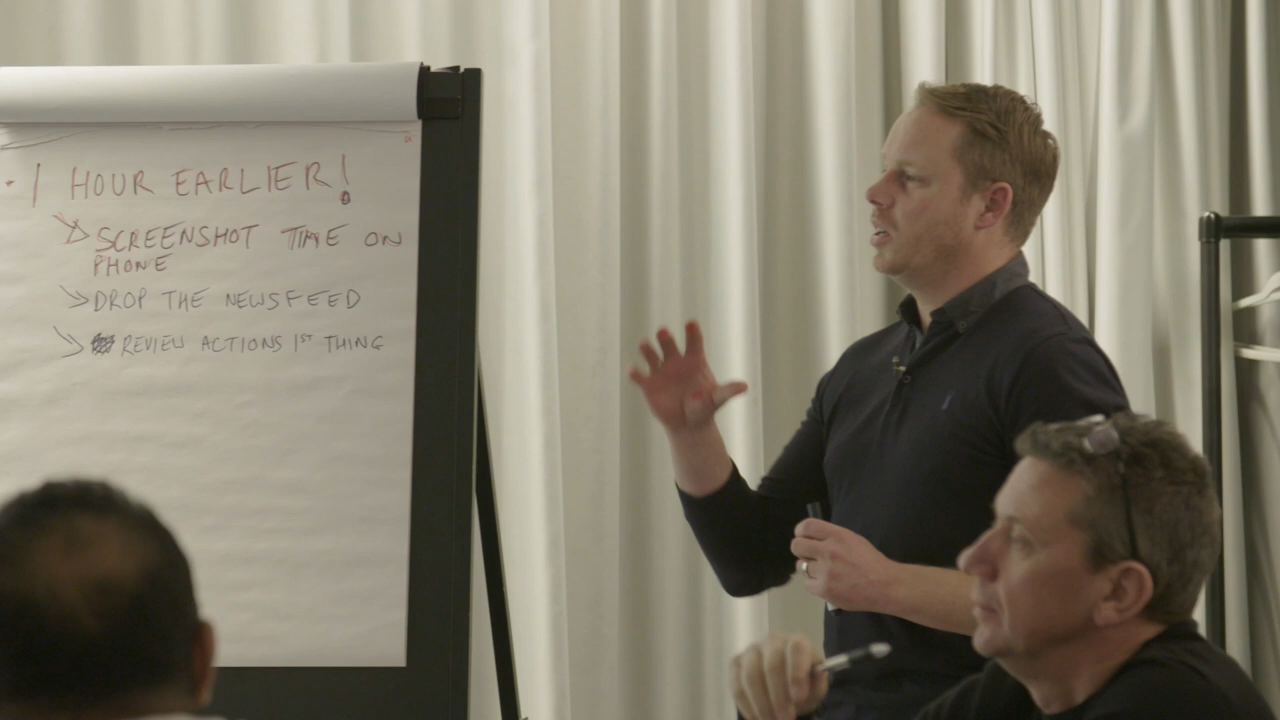 · 1 HOUR EARLIER!
SCREENSHOT TIME ON
PHONE
DROP THE NEWSFEED
REVIEW ACTIONS 1ST THING